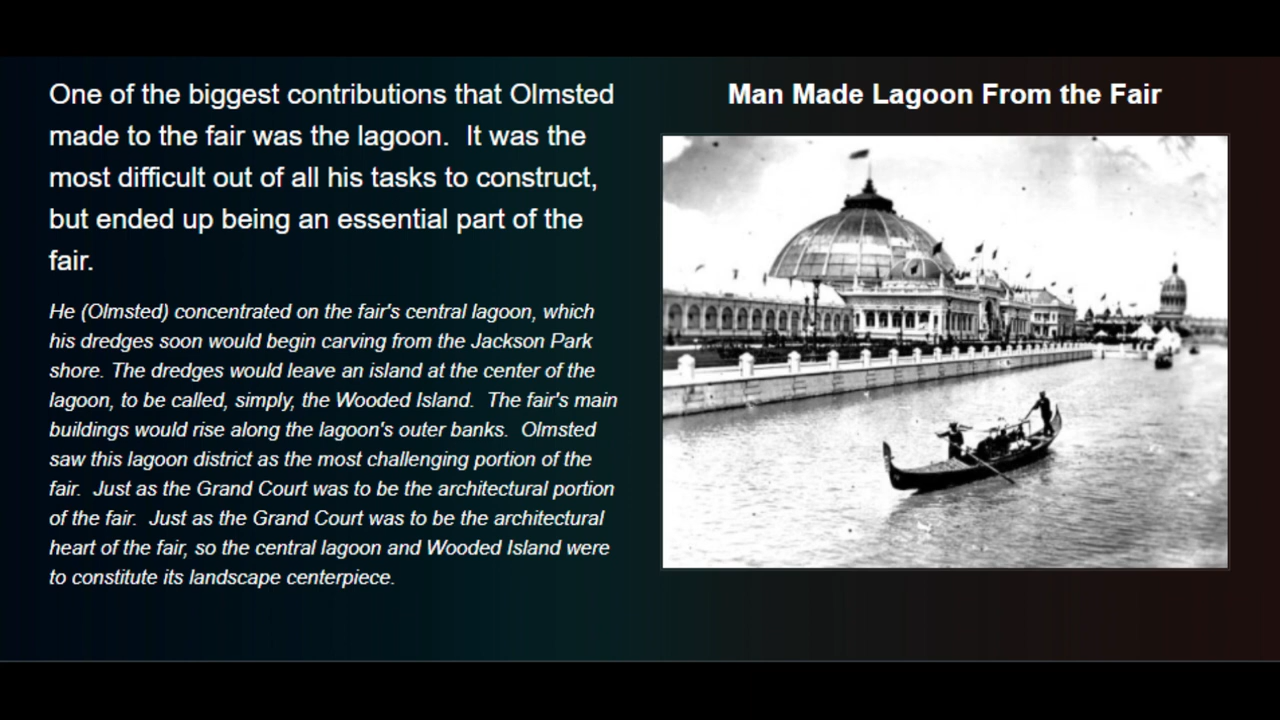 One of the biggest contributions that Olmsted
made to the fair was the lagoon.  It was the
most difficult out of all his tasks to construct,
but ended up being an essential part of the
fair.
He (Olmsted) concentrated on the fair's central lagoon, which
his dredges soon would begin carving from the Jackson Park
shore. The dredges would leave an island at the center of the
lagoon, to be called, simply, the Wooded Island.  The fair's main
buildings would rise along the lagoon's outer banks.  Olmsted
saw this lagoon district as the most challenging portion of the
fair.  Just as the Grand Court was to be the architectural portion
of the fair.  Just as the Grand Court was to be the architectural
heart of the fair, so the central lagoon and Wooded Island were
to constitute its landscape centerpiece.
Man Made Lagoon From the Fair